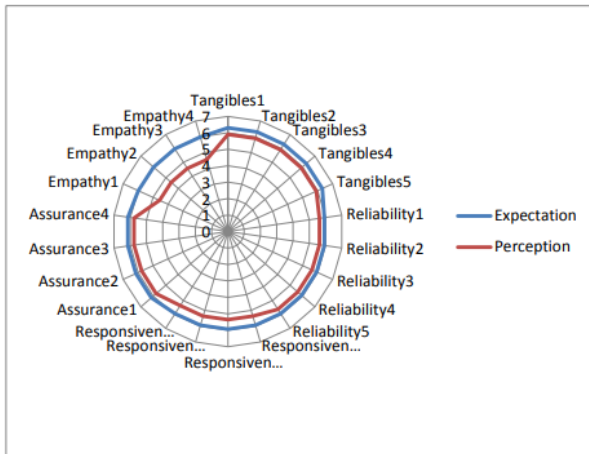 Tangibles1
Tangibles2
Tangibles3
Tangibles4
Tangibles5
Reliability1
Reliability2
Reliability3
Reliability4
Reliability5
Responsiven...
Responsiven...
Responsiven...
Responsiven...
Assurance1
Assurance2
Assurance3
Assurance4
Empathy1
Empathy2
Empathy3
Empathy4
7
6
5
4
3
2
1
0
Expectation
Perception